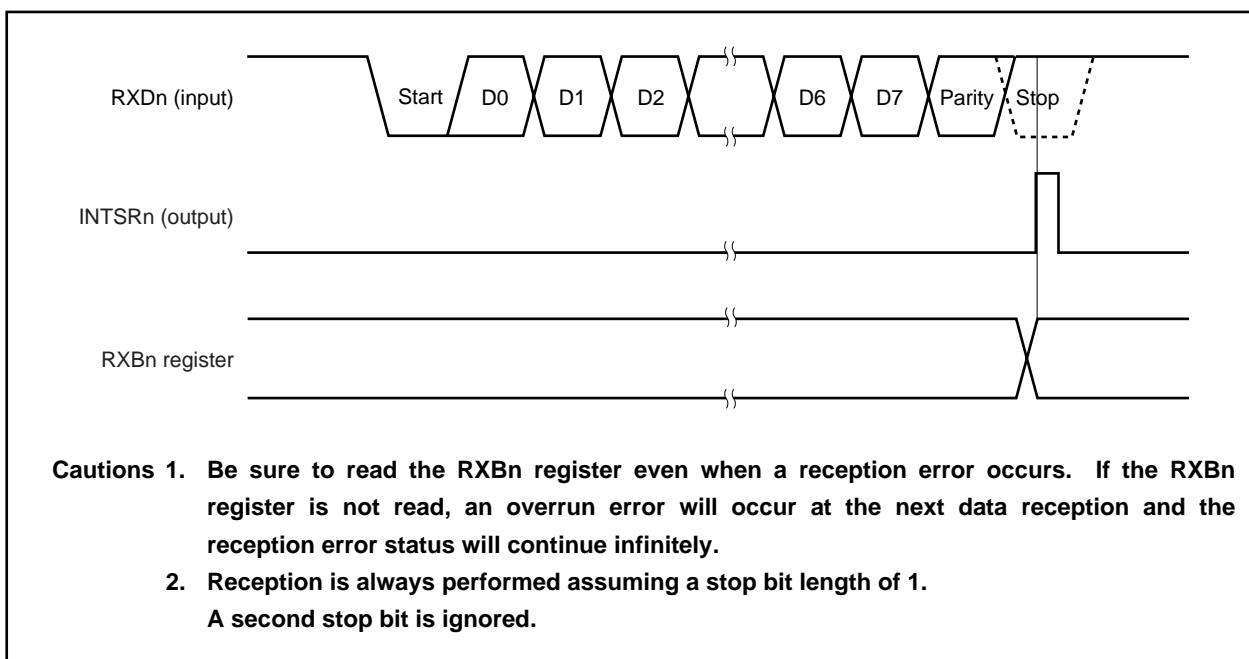 RXDn (input)
Start D0 D1 D2 D6 D7 Parity Stop
INTSRn (output)
RXBn register
Cautions 1. Be sure to read the RXBn register even when a reception error occurs. If the RXBn
register is not read, an overrun error will occur at the next data reception and the
reception error status will continue infinitely.
2. Reception is always performed assuming a stop bit length of 1.
A second stop bit is ignored.